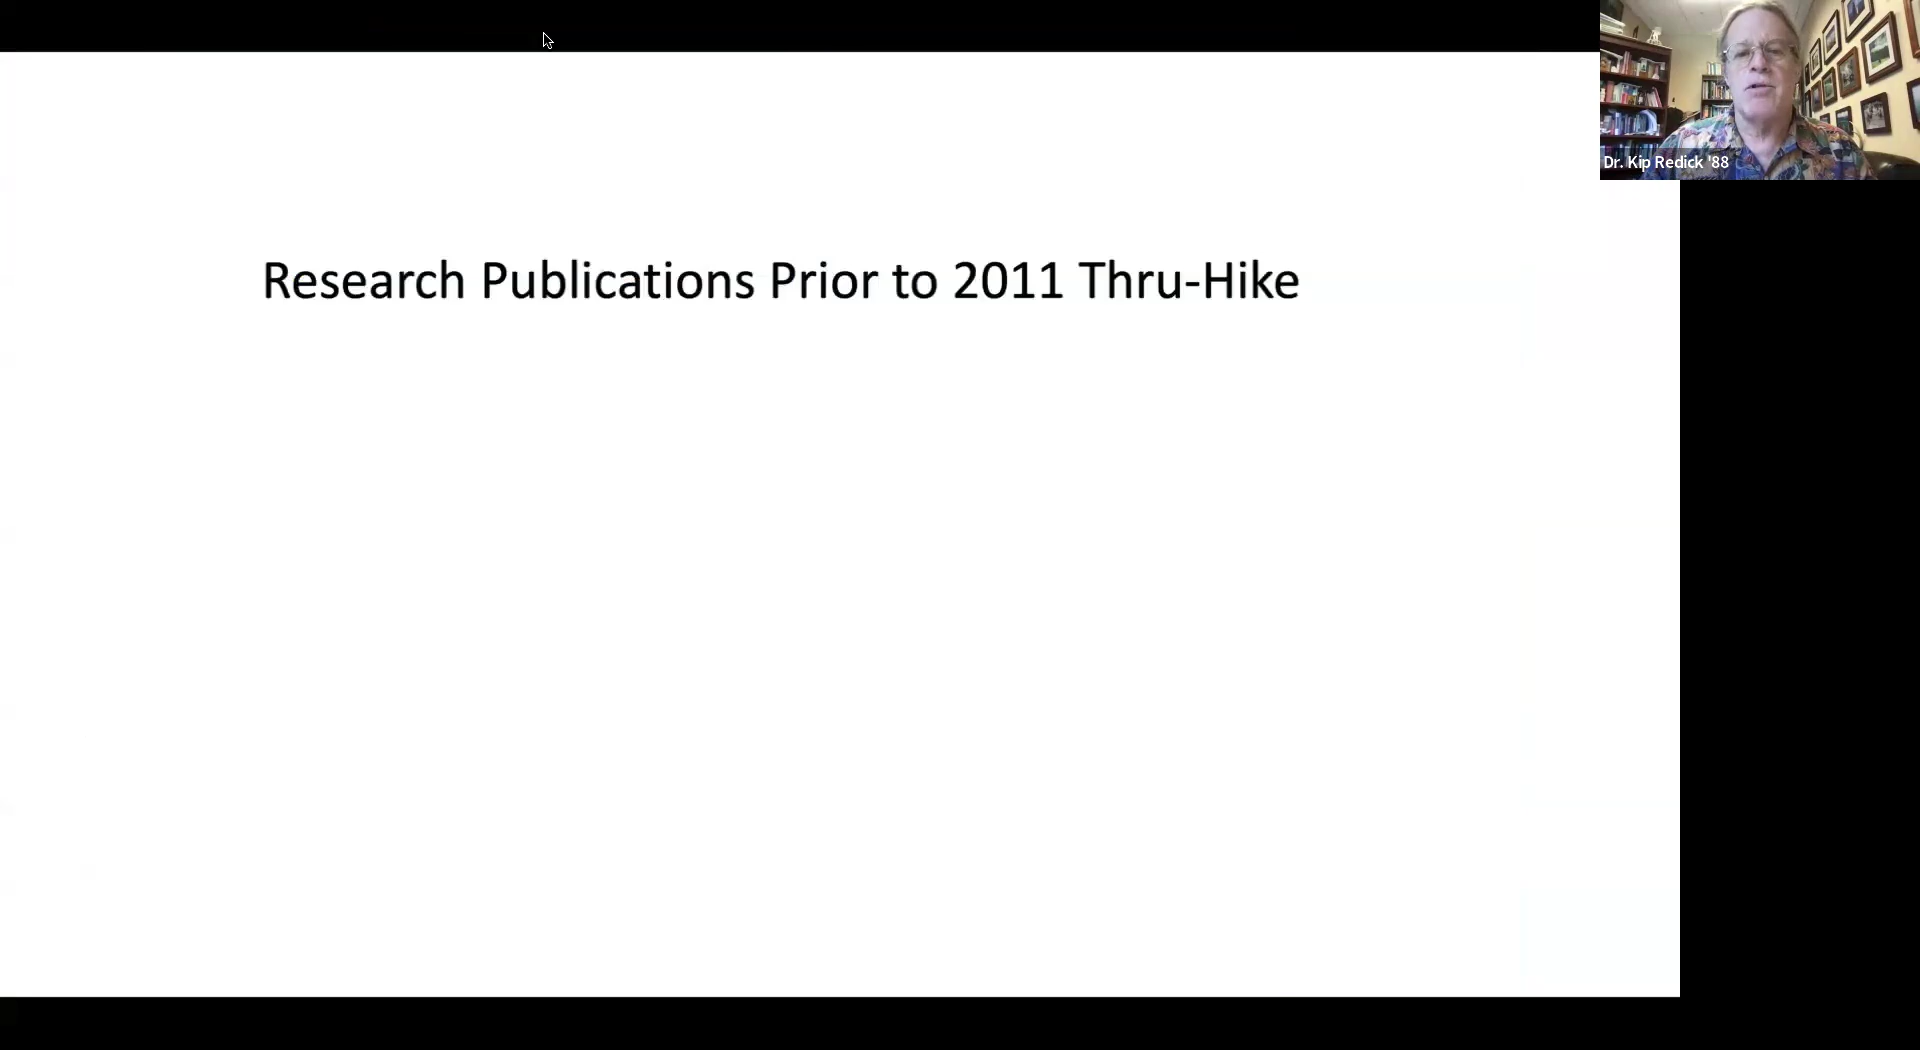 Dr. Kip Redick '88
Research Publications Prior to 2011 Thru-Hike